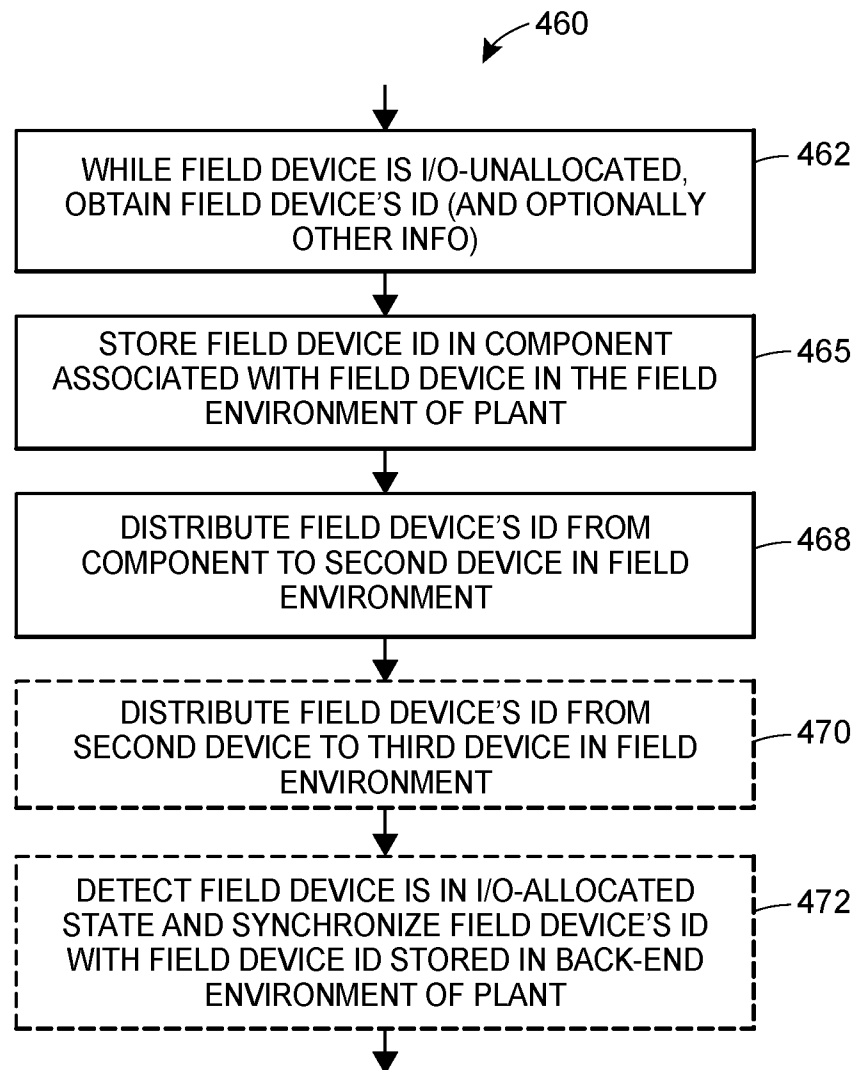 460
WHILE FIELD DEVICE IS I/O-UNALLOCATED,
OBTAIN FIELD DEVICE'S ID (AND OPTIONALLY
OTHER INFO)
462
STORE FIELD DEVICE ID IN COMPONENT
ASSOCIATED WITH FIELD DEVICE IN THE FIELD
ENVIRONMENT OF PLANT
465
DISTRIBUTE FIELD DEVICE'S ID FROM
COMPONENT TO SECOND DEVICE IN FIELD
ENVIRONMENT
468
DISTRIBUTE FIELD DEVICE'S ID FROM
SECOND DEVICE TO THIRD DEVICE IN FIELD
ENVIRONMENT
470
DETECT FIELD DEVICE IS IN I/O-ALLOCATED
STATE AND SYNCHRONIZE FIELD DEVICE'S ID
WITH FIELD DEVICE ID STORED IN BACK-END
ENVIRONMENT OF PLANT
472